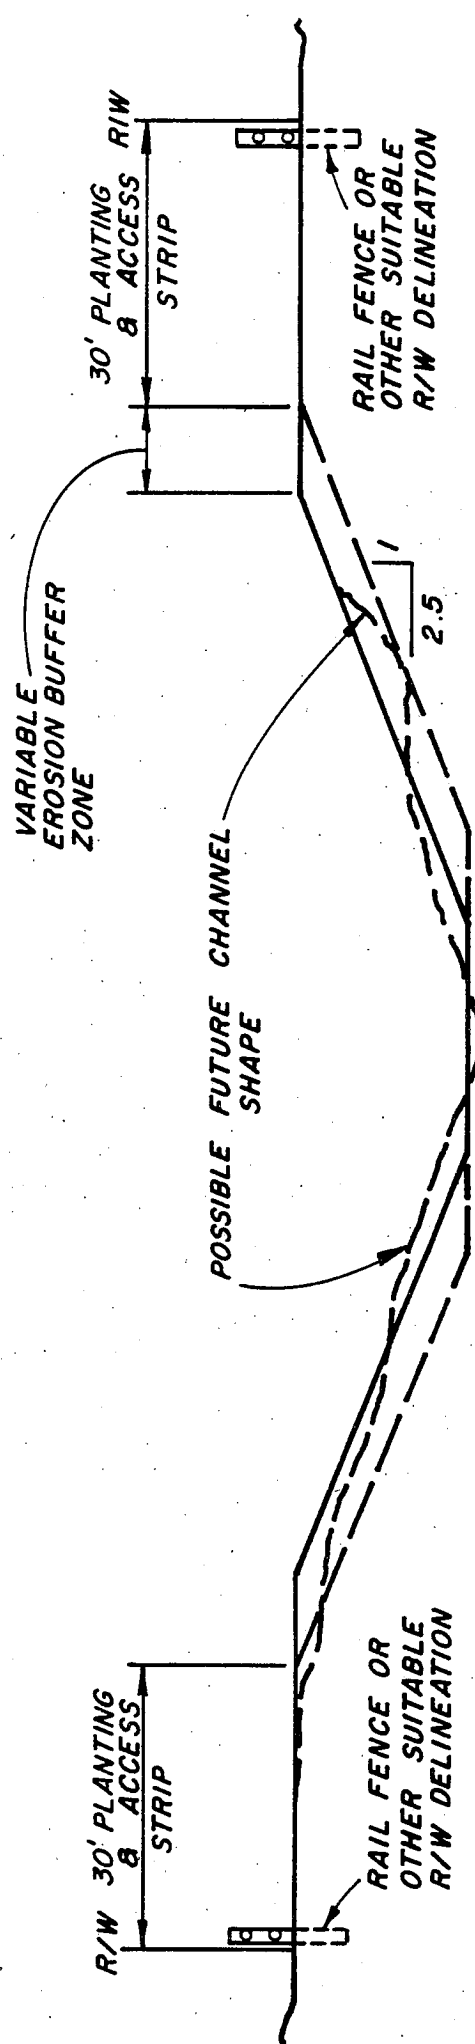 R/W
30' PLANTING
& ACCESS
STRIP
RAIL FENCE OR
OTHER SUITABLE
R/W DELINEATION
POSSIBLE FUTURE CHANNEL
SHAPE
VARIABLE
EROSION BUFFER
ZONE
1
2.5
30' PLANTING
& ACCESS
STRIP
R/W
RAIL FENCE OR
OTHER SUITABLE
R/W DELINEATION